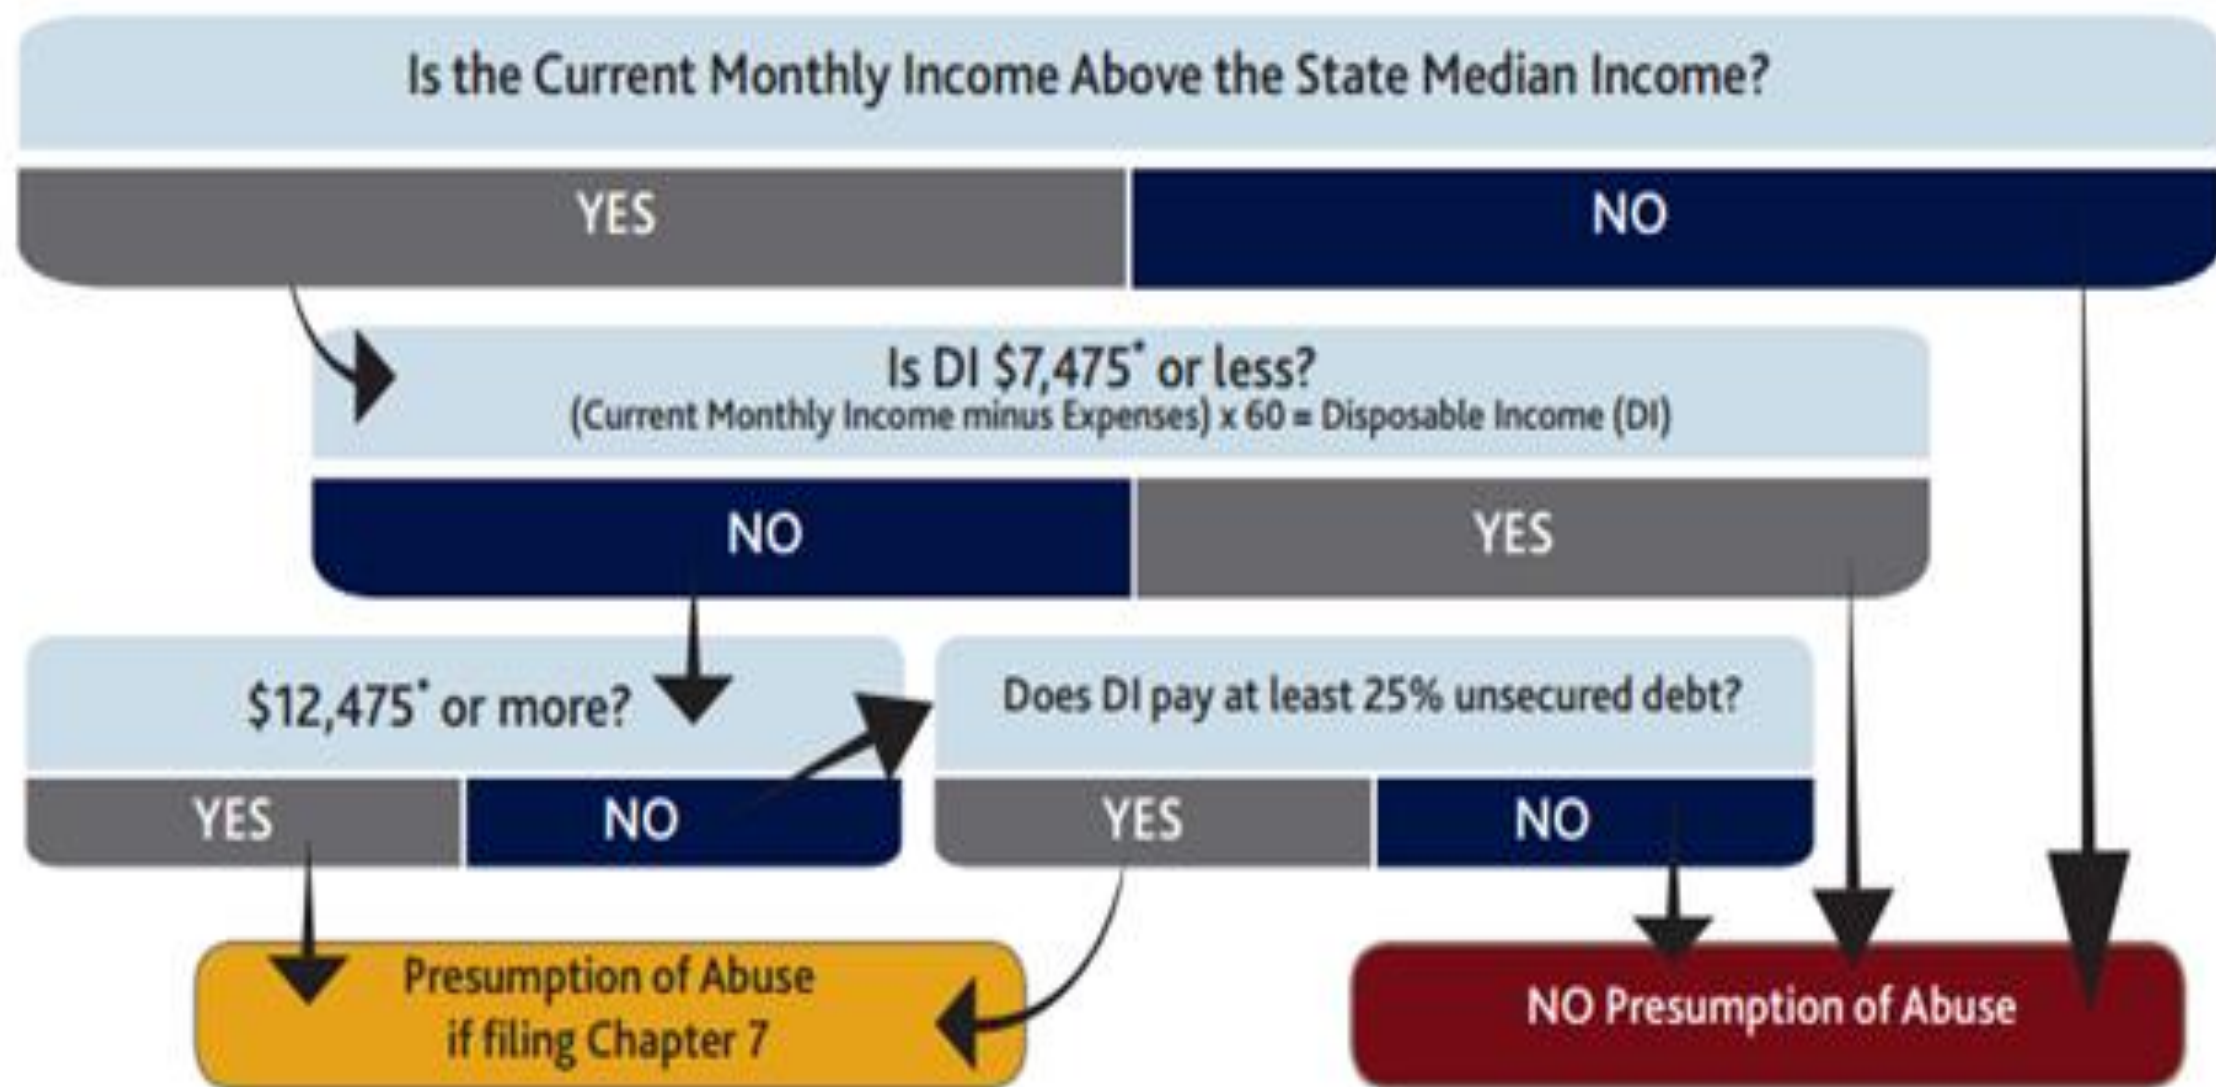 Is the Current Monthly Income Above the State Median Income?
YES
NO
Is DI $7,475* or less?
(Current Monthly Income minus Expenses) x 60 = Disposable Income (DI)
NO
YES
$12,475* or more?
YES
NO
Does DI pay at least 25% unsecured debt?
YES
NO
Presumption of Abuse
if filing Chapter 7
NO Presumption of Abuse